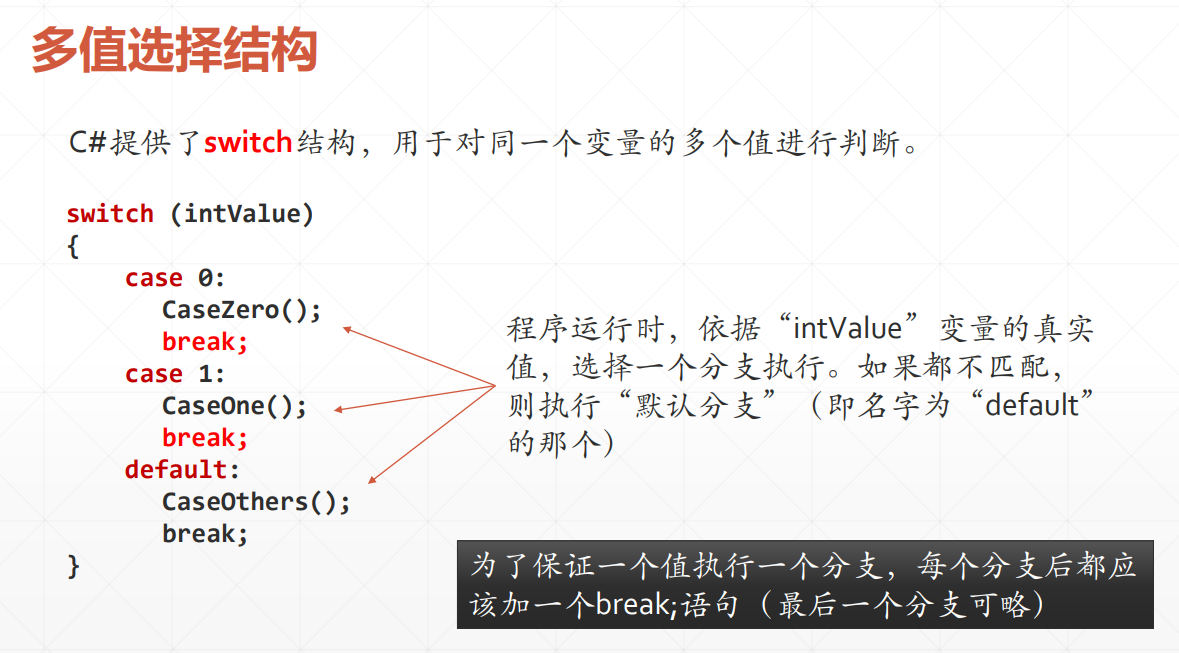 多值选择结构
C#提供了switch结构，用于对同一个变量的多个值进行判断。
switch (intValue)
{
case 0:
CaseZero();
break;
case 1:
CaseOne();
break;
default:
CaseOthers();
break;
}
程序运行时，依据“intValue”变量的真实
值，选择一个分支执行。如果都不匹配，
则执行“默认分支”（即名字为“default”
的那个）
为了保证一个值执行一个分支，每个分支后都应
该加一个break;语句（最后一个分支可略）